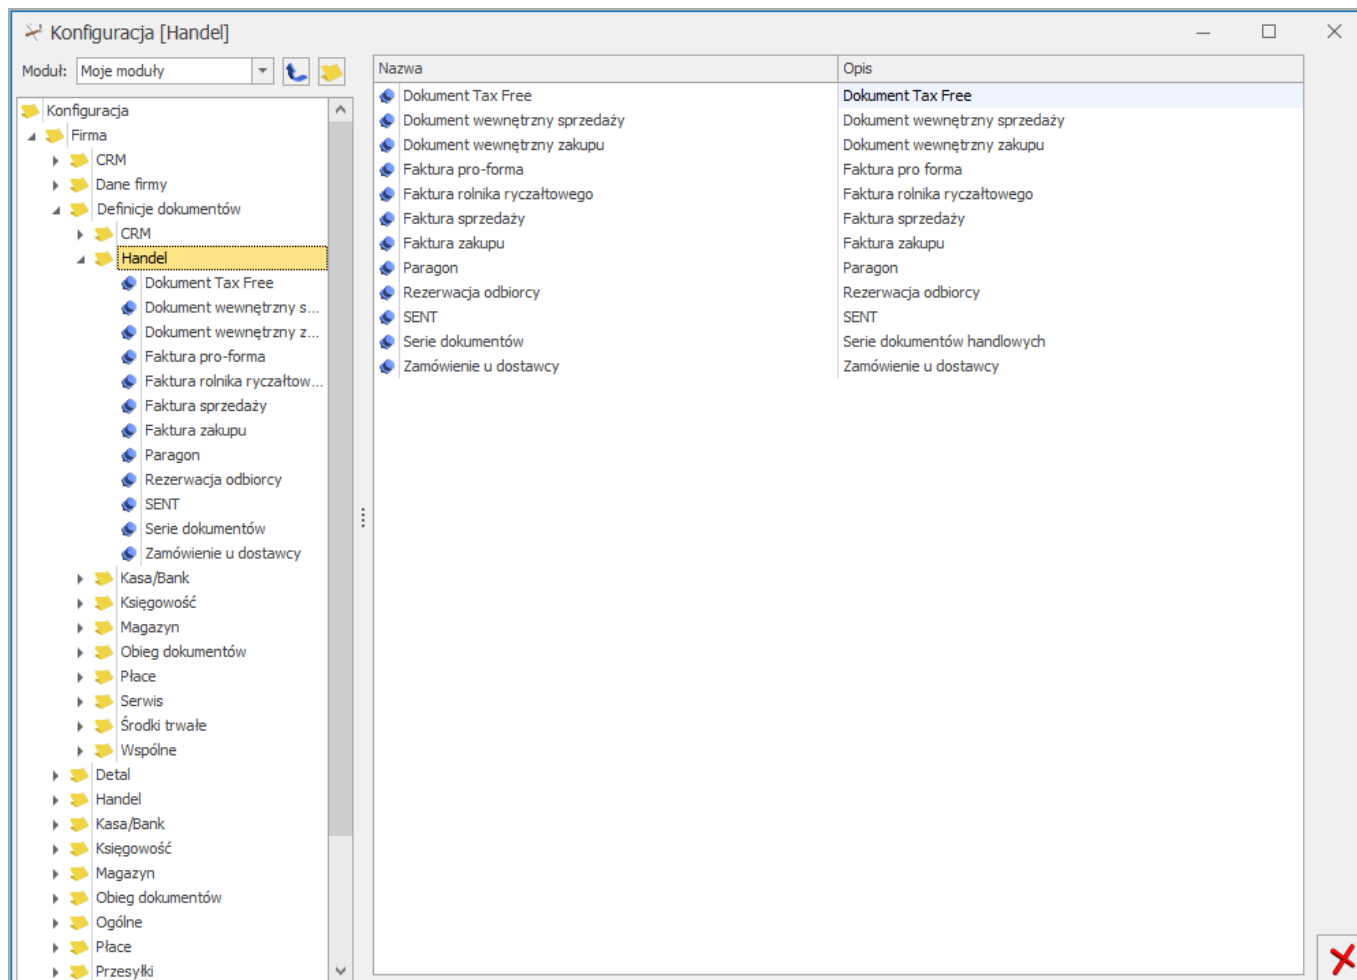 Konfiguracja [Handel]
Moduł: Moje moduły
Konfiguracja
Firma
CRM
Dane firmy
Definicje dokumentów
CRM
Handel
Dokument Tax Free
Dokument wewnętrzny s...
Dokument wewnętrzny z...
Faktura pro-forma
Faktura rolnika ryczałtow...
Faktura sprzedaży
Faktura zakupu
Paragon
Rezerwacja odbiorcy
SENT
Serie dokumentów
Zamówienie u dostawcy
Kasa/Bank
Księgowość
Magazyn
Obieg dokumentów
Płace
Serwis
Środki trwałe
Wspólne
Detal
Handel
Kasa/Bank
Księgowość
Magazyn
Obieg dokumentów
Ogólne
Płace
Przesyłki
Nazwa Opis
Dokument Tax Free Dokument Tax Free
Dokument wewnętrzny sprzedaży Dokument wewnętrzny sprzedaży
Dokument wewnętrzny zakupu Dokument wewnętrzny zakupu
Faktura pro-forma Faktura pro forma
Faktura rolnika ryczałtowego Faktura rolnika ryczałtowego
Faktura sprzedaży Faktura sprzedaży
Faktura zakupu Faktura zakupu
Paragon Paragon
Rezerwacja odbiorcy Rezerwacja odbiorcy
SENT SENT
Serie dokumentów Serie dokumentów handlowych
Zamówienie u dostawcy Zamówienie u dostawcy